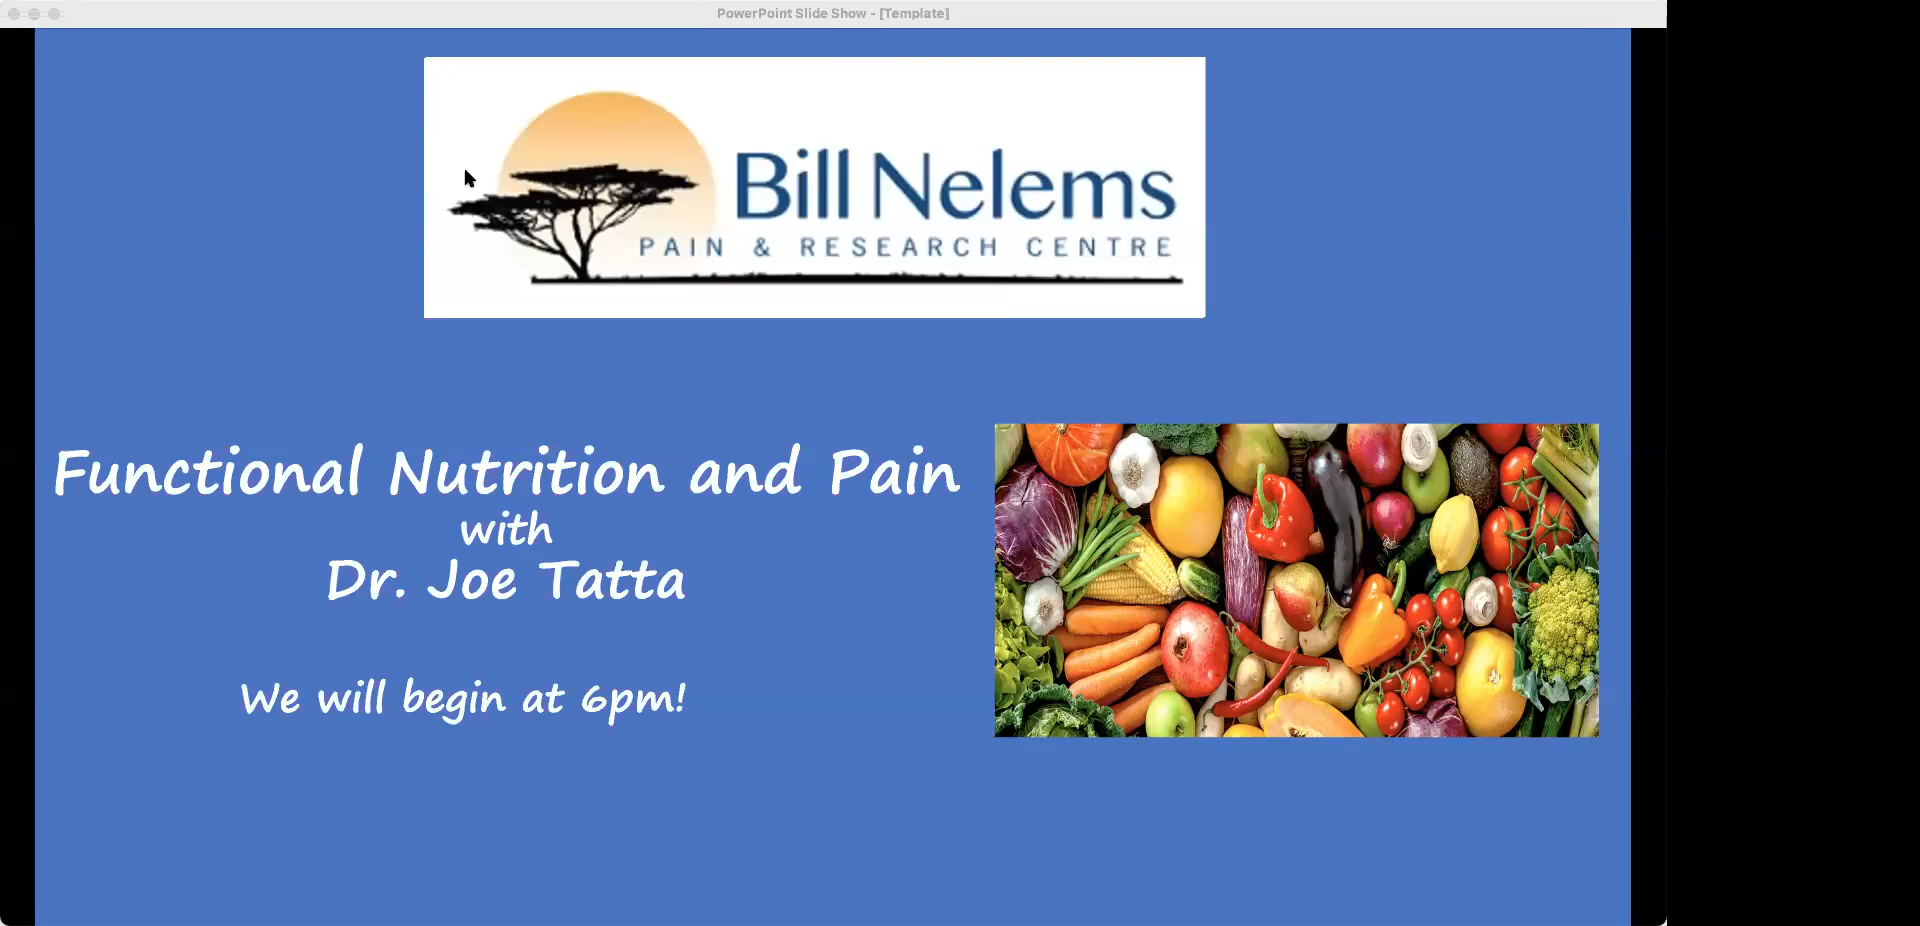 PowerPoint Slide Show - [Template]
Bill Nelems
PAIN & RESEARCH CENTRE
Functional Nutrition and Pain
with
Dr. Joe Tatta
We will begin at 6pm!